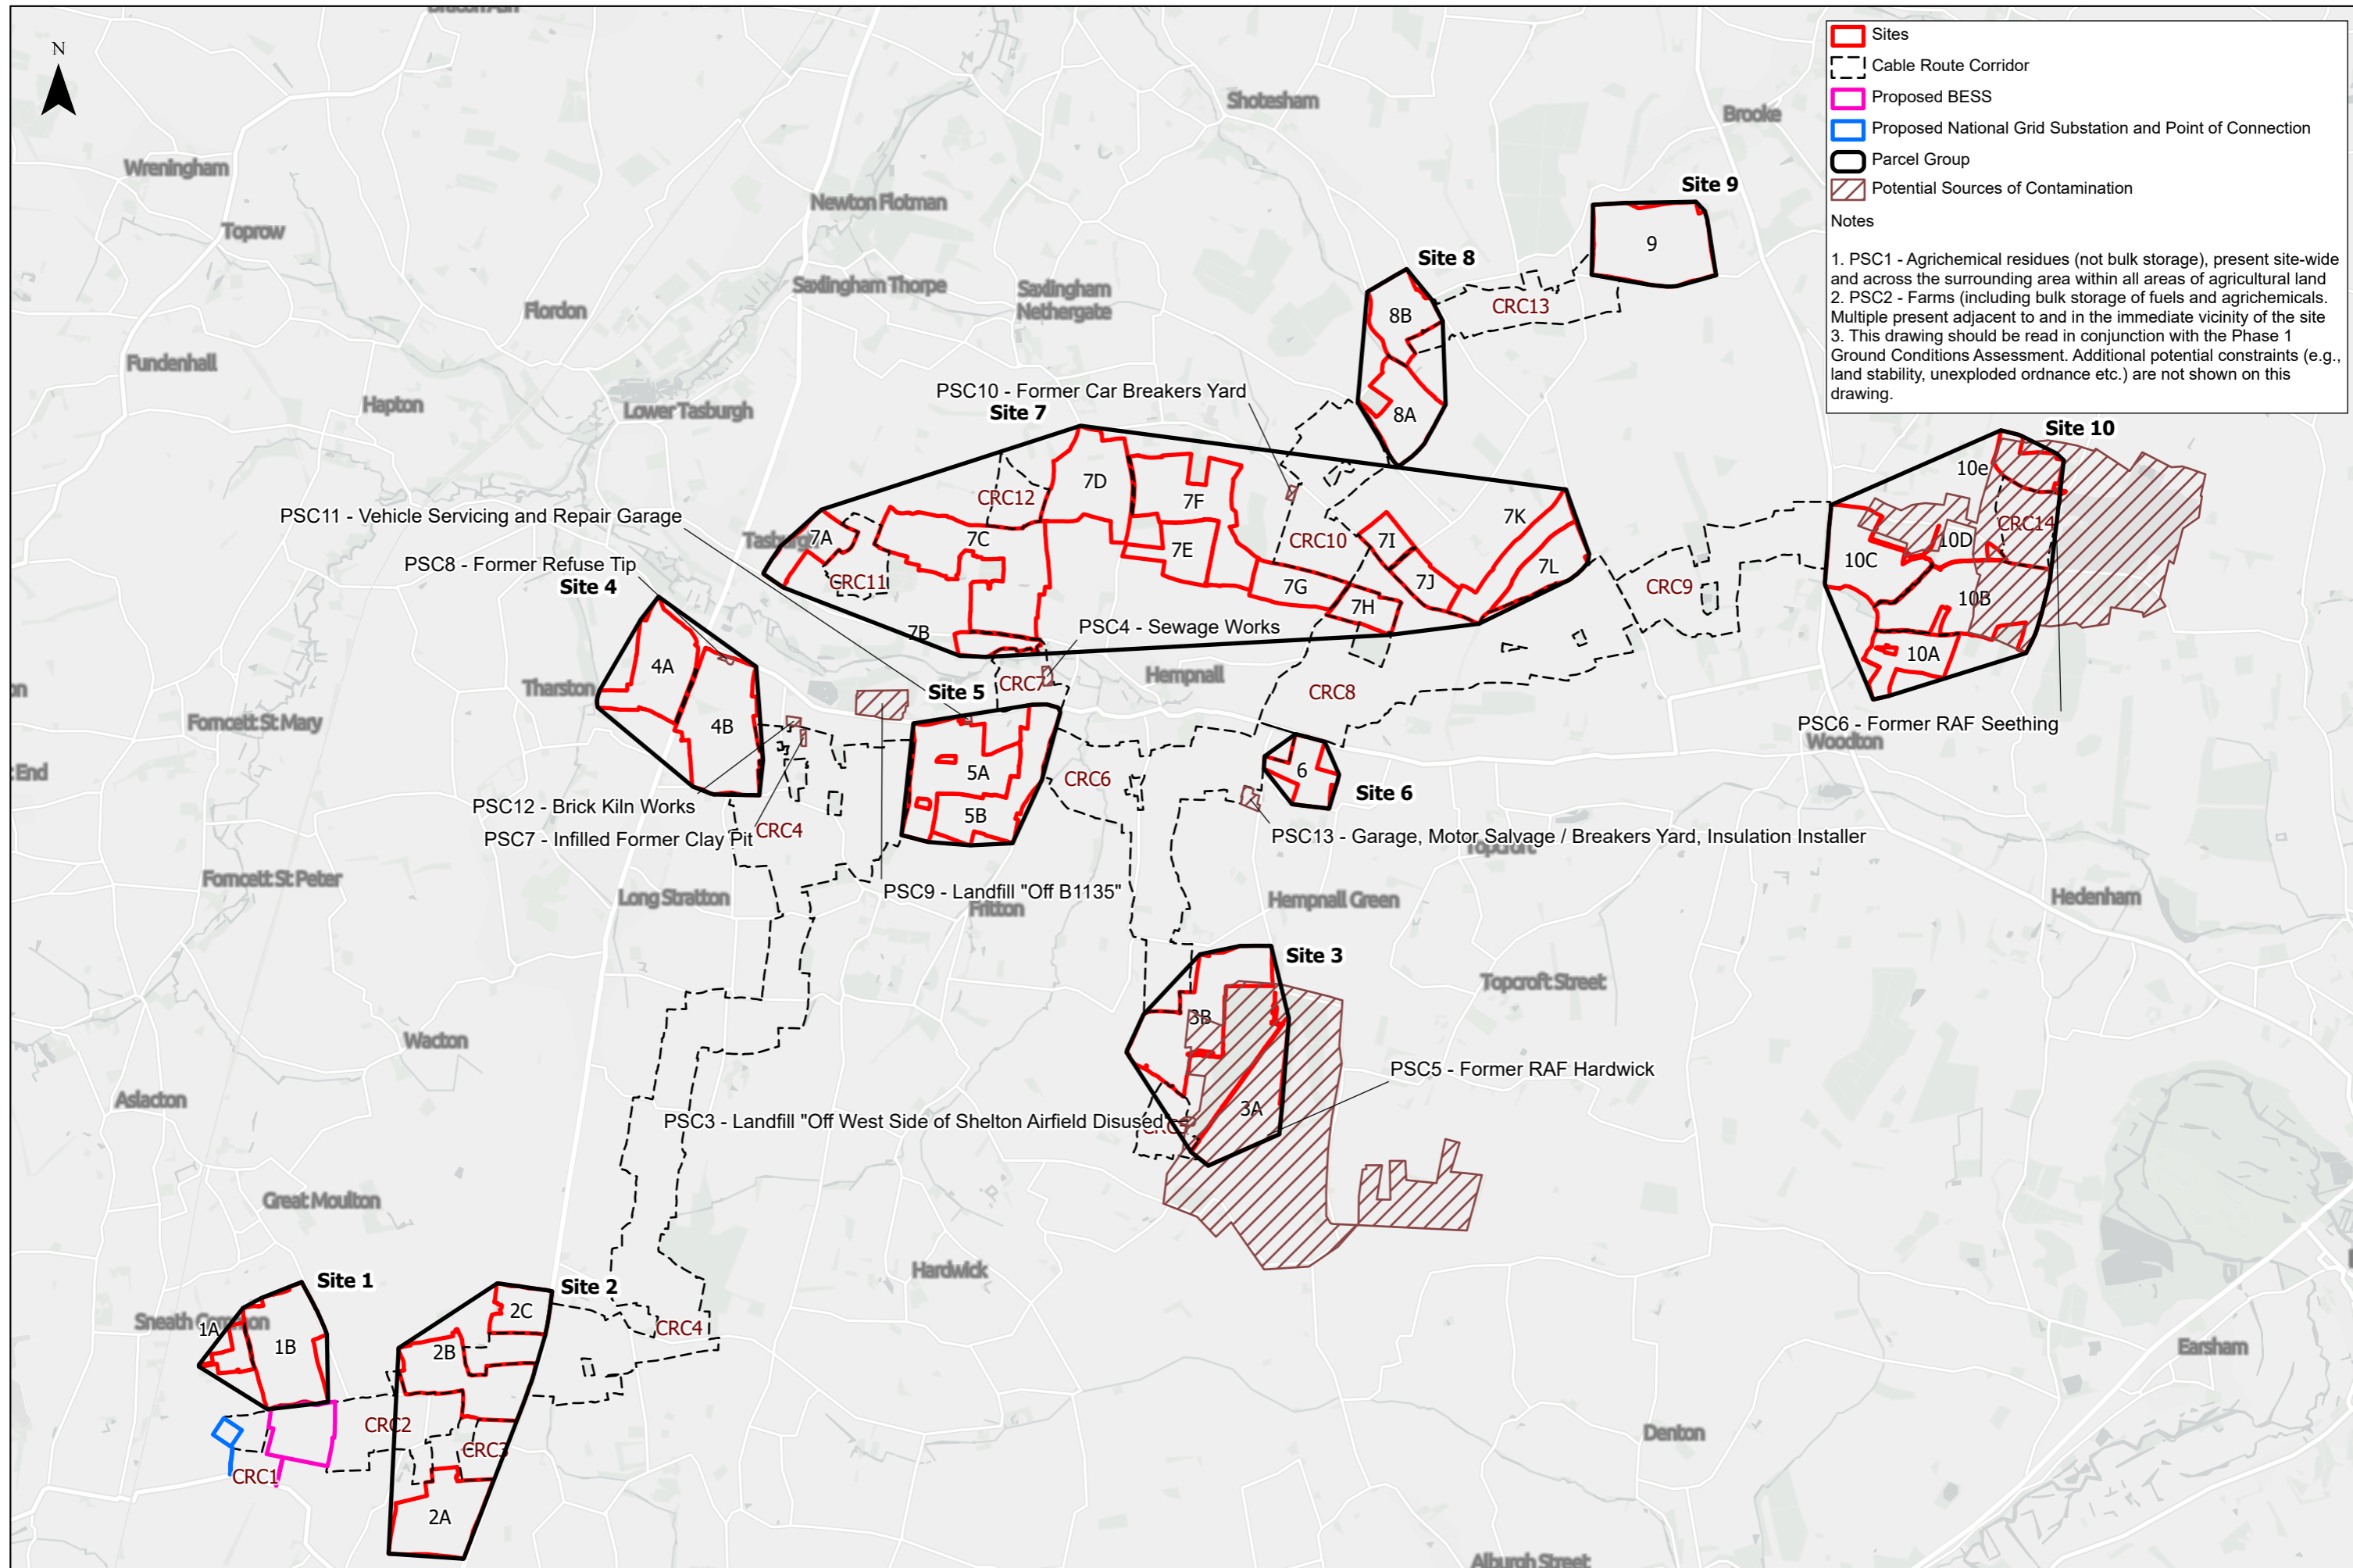 Bracon Ash
N
Sites
Cable Route Corridor
Proposed BESS
Proposed National Grid Substation and Point of Connection
Parcel Group
Potential Sources of Contamination
Notes
1. PSC1 - Agrichemical residues (not bulk storage), present site-wide
and across the surrounding area within all areas of agricultural land
2. PSC2 - Farms (including bulk storage of fuels and agrichemicals.
Multiple present adjacent to and in the immediate vicinity of the site
3. This drawing should be read in conjunction with the Phase 1
Ground Conditions Assessment. Additional potential constraints (e.g.,
land stability, unexploded ordnance etc.) are not shown on this
drawing.
Shotesham
Brooke
Wreningham
Newton Flotman
Site 9
9
Toprow
Site 8
Saxlingham Thorpe
Saxlingham
Nethergate
Flordon
8B
CRC13
Fundenhall
Hapton
Lower Tasburgh
PSC10 - Former Car Breakers Yard
Site 7
8A
Site 10
10e
7D
CRC12
7F
7K
PSC11 - Vehicle Servicing and Repair Garage
Tasburgh
7A
7C
7E
CRC10
7I
CRC14
10D
10C
PSC8 - Former Refuse Tip
Site 4
CRC11
7G
7J
7L
CRC9
7H
10B
7B
PSC4 - Sewage Works
4A
Tharston
CRC7
Hempnall
CRC8
10A
Site 5
Forncett St Mary
4B
PSC6 - Former RAF Seething
Woodton
End
5A
CRC6
6
Site 6
PSC12 - Brick Kiln Works
5B
PSC7 - Infilled Former Clay Pit
CRC4
PSC13 - Garage, Motor Salvage / Breakers Yard, Insulation Installer
Topcroft
Forncett St Peter
Long Stratton
PSC9 - Landfill "Off B1135"
Fritton
Hempnall Green
Hedenham
Site 3
Topcroft Street
3B
Wacton
PSC5 - Former RAF Hardwick
Aslacton
3A
PSC3 - Landfill "Off West Side of Shelton Airfield Disused"
Great Moulton
Hardwick
Site 1
Site 2
Sneath Common
1A
1B
2C
CRC4
2B
Earsham
CRC2
CRC3
Denton
CRC1
2A
Alburgh Street